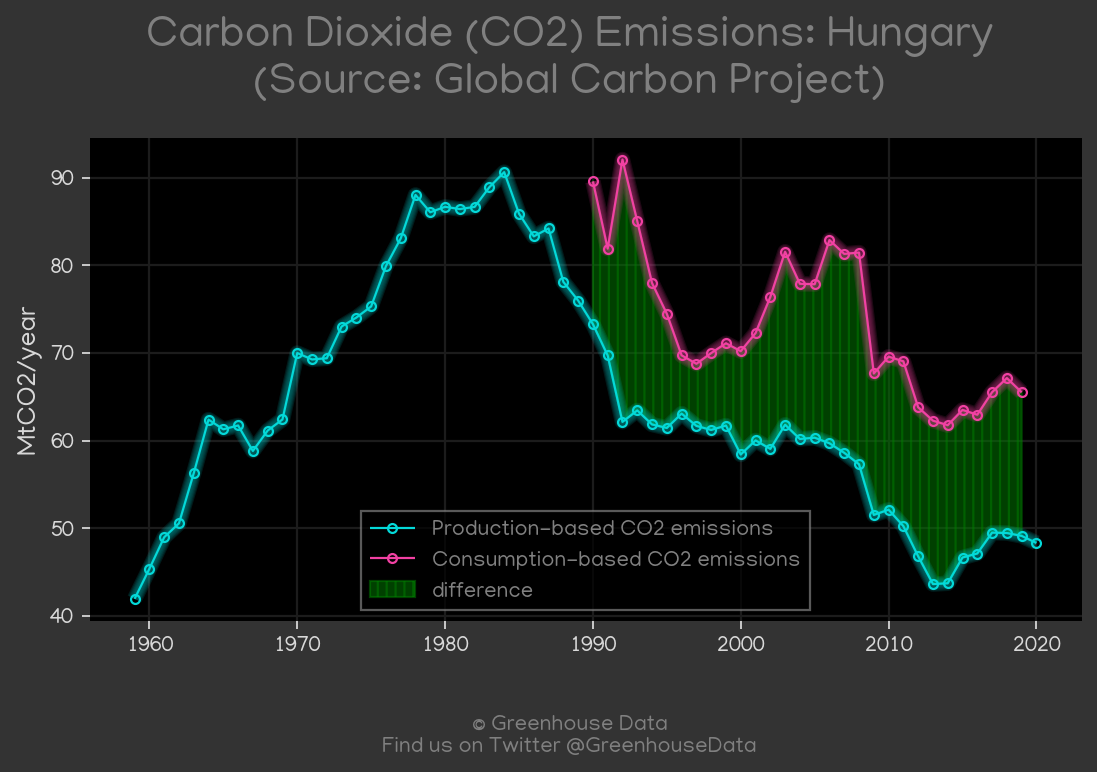 Carbon Dioxide (CO2) Emissions: Hungary
(Source: Global Carbon Project)
MtCO2/year
90
80
70
60
50
40
Production-based CO2 emissions
Consumption-based CO2 emissions
difference
1960 1970 1980 1990 2000 2010 2020
© Greenhouse Data
Find us on Twitter @GreenhouseData